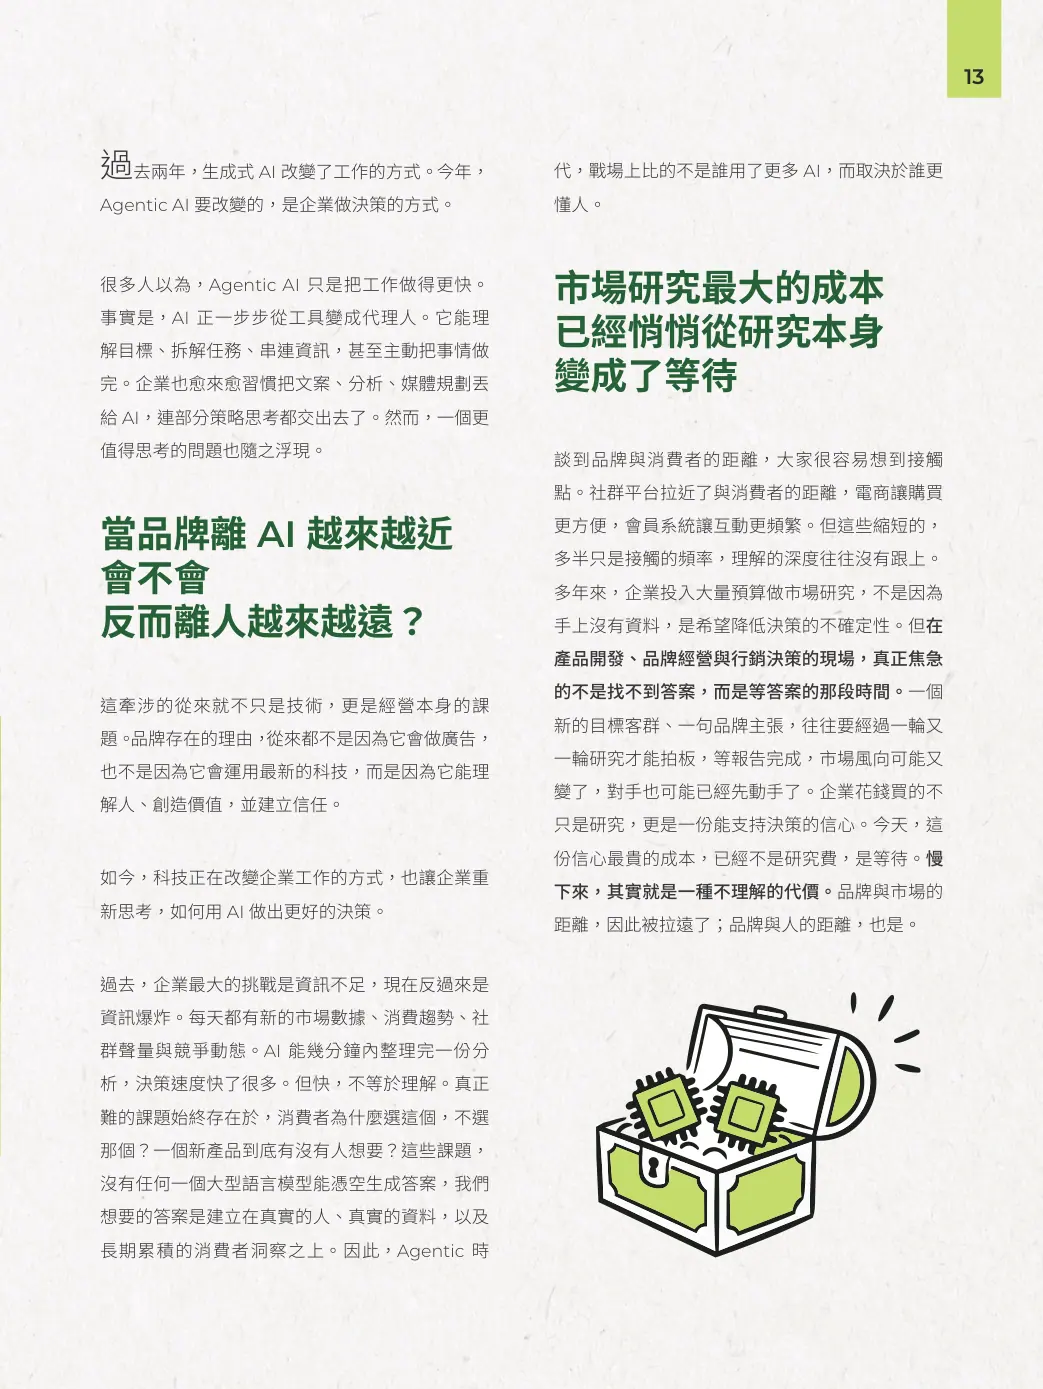 13
過去兩年，生成式 AI 改變了工作的方式。今年，
Agentic AI 要改變的，是企業做決策的方式。
很多人以為，Agentic AI 只是把工作做得更快。
事實是，AI 正一步步從工具變成代理人。它能理
解目標、拆解任務、串連資訊，甚至主動把事情做
完。企業也愈來愈習慣把文案、分析、媒體規劃丟
給 AI，連部分策略思考都交出去了。然而，一個更
值得思考的問題也隨之浮現。
當品牌離 AI 越來越近
會不會
反而離人越來越遠？
這牽涉的從來就不只是技術，更是經營本身的課
題。品牌存在的理由，從來都不是因為它會做廣告，
也不是因為它會運用最新的科技，而是因為它能理
解人、創造價值，並建立信任。
如今，科技正在改變企業工作的方式，也讓企業重
新思考，如何用 AI 做出更好的決策。
過去，企業最大的挑戰是資訊不足，現在反過來是
資訊爆炸。每天都有新的市場數據、消費趨勢、社
群聲量與競爭動態。AI 能幾分鐘內整理完一份分
析，決策速度快了很多。但快，不等於理解。真正
難的課題始終存在於，消費者為什麼選這個，不選
那個？一個新產品到底有沒有人想要？這些課題，
沒有任何一個大型語言模型能憑空生成答案，我們
想要的答案是建立在真實的人、真實的資料，以及
長期累積的消費者洞察之上。因此，Agentic 時
代，戰場上比的不是誰用了更多 AI，而取決於誰更
懂人。
市場研究最大的成本
已經悄悄從研究本身
變成了等待
談到品牌與消費者的距離，大家很容易想到接觸
點。社群平台拉近了與消費者的距離，電商讓購買
更方便，會員系統讓互動更頻繁。但這些縮短的，
多半只是接觸的頻率，理解的深度往往沒有跟上。
多年來，企業投入大量預算做市場研究，不是因為
手上沒有資料，是希望降低決策的不確定性。但在
產品開發、品牌經營與行銷決策的現場，真正焦急
的不是找不到答案，而是等答案的那段時間。一個
新的目標客群、一句品牌主張，往往要經過一輪又
一輪研究才能拍板，等報告完成，市場風向可能又
變了，對手也可能已經先動手了。企業花錢買的不
只是研究，更是一份能支持決策的信心。今天，這
份信心最貴的成本，已經不是研究費，是等待。慢
下來，其實就是一種不理解的代價。品牌與市場的
距離，因此被拉遠了；品牌與人的距離，也是。